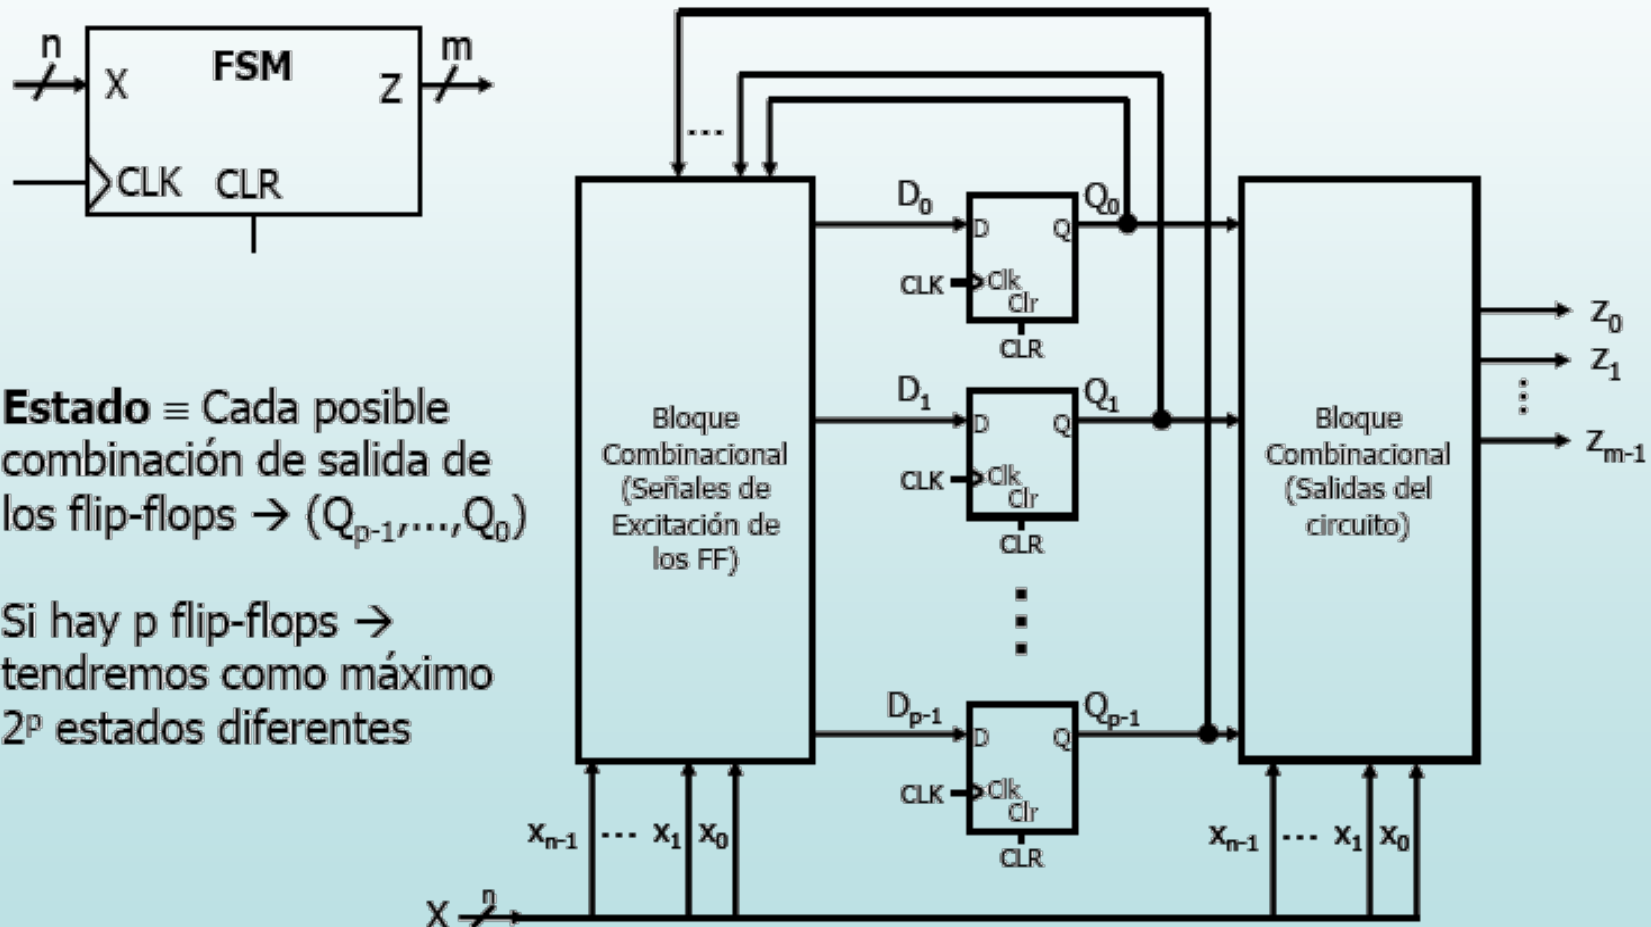 n
FSM
m
X
Z
CLK CLR
Estado ≡ Cada posible
combinación de salida de
los flip-flops → (Qp-1,...,Q0)
Si hay p flip-flops →
tendremos como máximo
2p estados diferentes
...
Bloque
Combinacional
(Señales de
Excitación de
los FF)
D0
D
Q
Q0
CLK
Clk
Clr
CLR
D1
D
Q
Q1
CLK
Clk
Clr
CLR
Dp-1
D
Q
Qp-1
CLK
Clk
Clr
CLR
Bloque
Combinacional
(Salidas del
circuito)
Z0
Z1
Zm-1
xn-1 ... x1 x0
xn-1 ... x1 x0
X
n